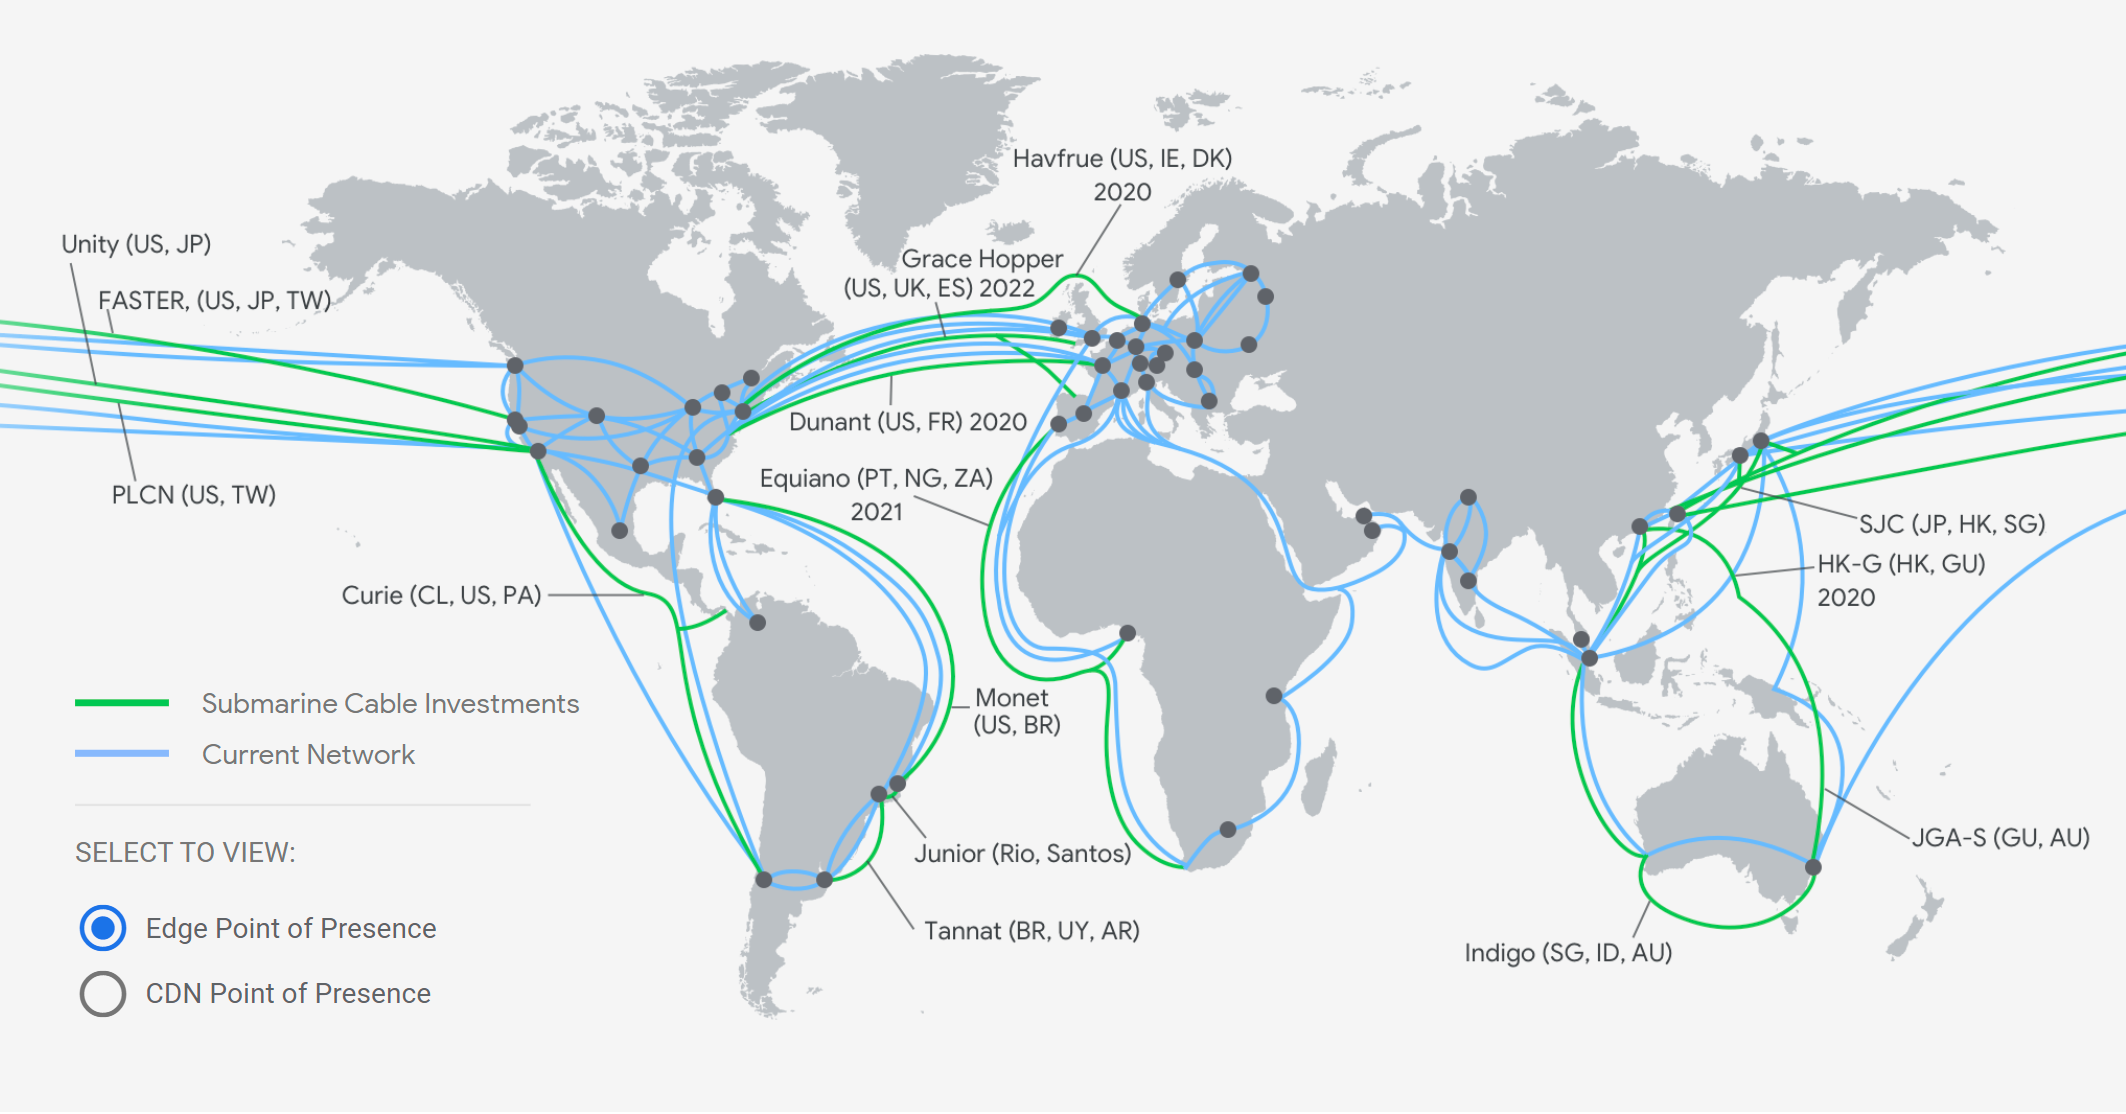 Havfrue (US, IE, DK)
2020
Unity (US, JP)
Grace Hopper
(US, UK, ES) 2022
FASTER, (US, JP, TW)
Dunant (US, FR) 2020
Equiano (PT, NG, ZA)
2021
PLCN (US, TW)
SJC (JP, HK, SG)
HK-G (HK, GU)
2020
Curie (CL, US, PA)
Monet
(US, BR)
Submarine Cable Investments
Current Network
JGA-S (GU, AU)
Junior (Rio, Santos)
SELECT TO VIEW:
Edge Point of Presence
Tannat (BR, UY, AR)
Indigo (SG, ID, AU)
CDN Point of Presence